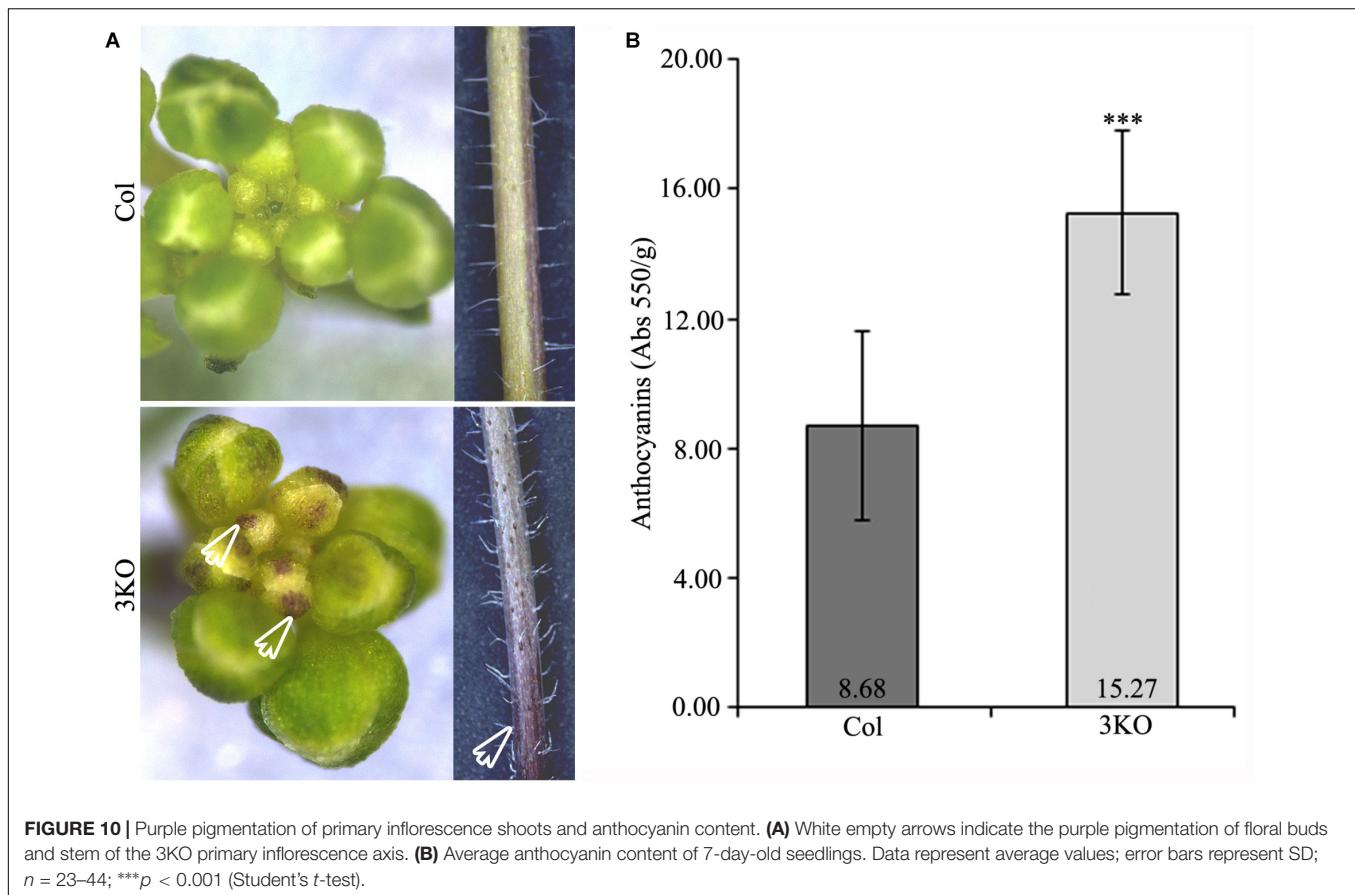 A
B
Col
3KO
Anthocyanins (Abs 550/g)
20.00
16.00
12.00
8.00
4.00
0.00
***
8.68
15.27
Col
3KO
FIGURE 10 | Purple pigmentation of primary inflorescence shoots and anthocyanin content. (A) White empty arrows indicate the purple pigmentation of floral buds
and stem of the 3KO primary inflorescence axis. (B) Average anthocyanin content of 7-day-old seedlings. Data represent average values; error bars represent SD;
n = 23–44; ***p < 0.001 (Student's t-test).